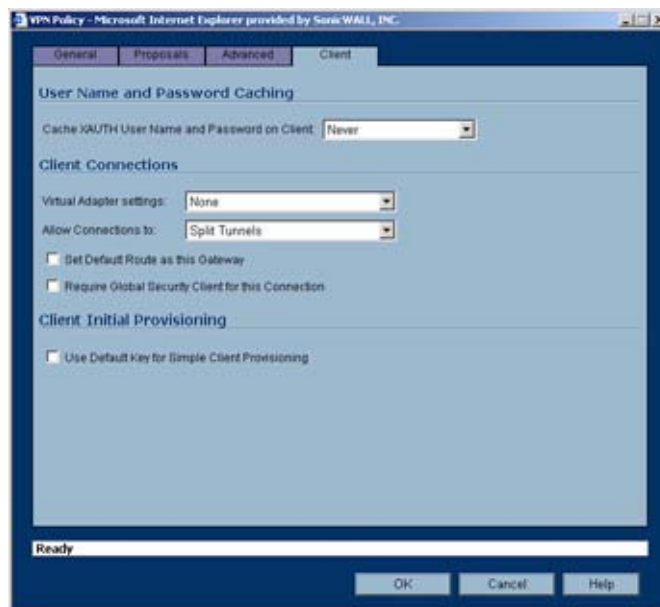 VPN Policy - Microsoft Internet Explorer provided by SonicWALL, INC.
General Proposals Advanced Client
User Name and Password Caching
Cache XAUTH User Name and Password on Client: Never
Client Connections
Virtual Adapter settings: None
Allow Connections to: Split Tunnels
Set Default Route as this Gateway
Require Global Security Client for this Connection
Client Initial Provisioning
Use Default Key for Simple Client Provisioning
Ready
OK Cancel Help